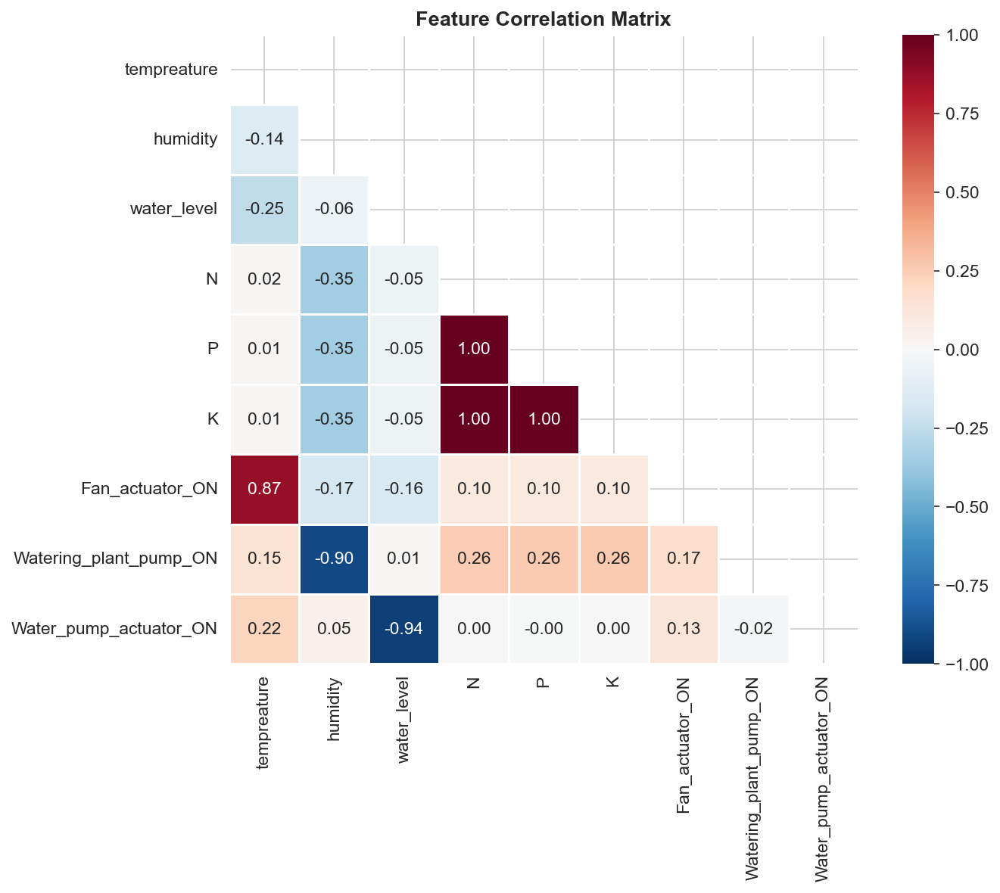 Feature Correlation Matrix
tempreature
humidity -0.14
water_level -0.25 -0.06
N 0.02 -0.35 -0.05
P 0.01 -0.35 -0.05 1.00
K 0.01 -0.35 -0.05 1.00 1.00
Fan_actuator_ON 0.87 -0.17 -0.16 0.10 0.10 0.10
Watering_plant_pump_ON 0.15 -0.90 0.01 0.26 0.26 0.26 0.17
Water_pump_actuator_ON 0.22 0.05 -0.94 0.00 -0.00 0.00 0.13 -0.02
tempreature
humidity
water_level
N
P
K
Fan_actuator_ON
Watering_plant_pump_ON
Water_pump_actuator_ON
1.00
0.75
0.50
0.25
0.00
−0.25
−0.50
−0.75
−1.00